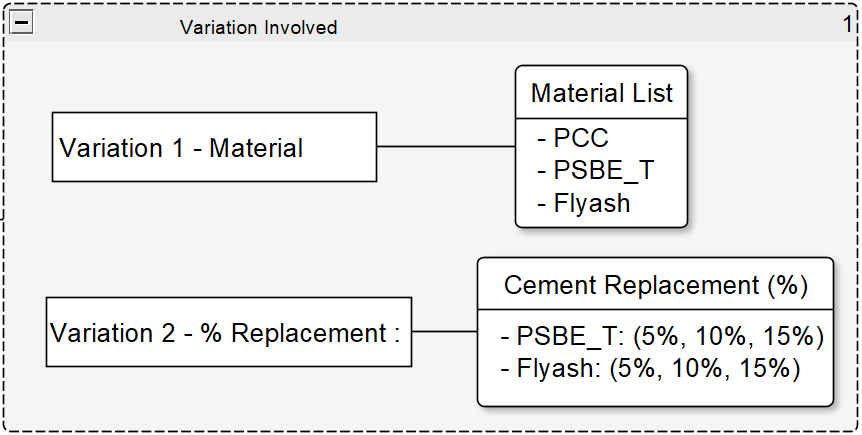 Variation Involved
1
Variation 1 - Material
Material List
- PCC
- PSBE_T
- Flyash
Variation 2 - % Replacement :
Cement Replacement (%)
- PSBE_T: (5%, 10%, 15%)
- Flyash: (5%, 10%, 15%)